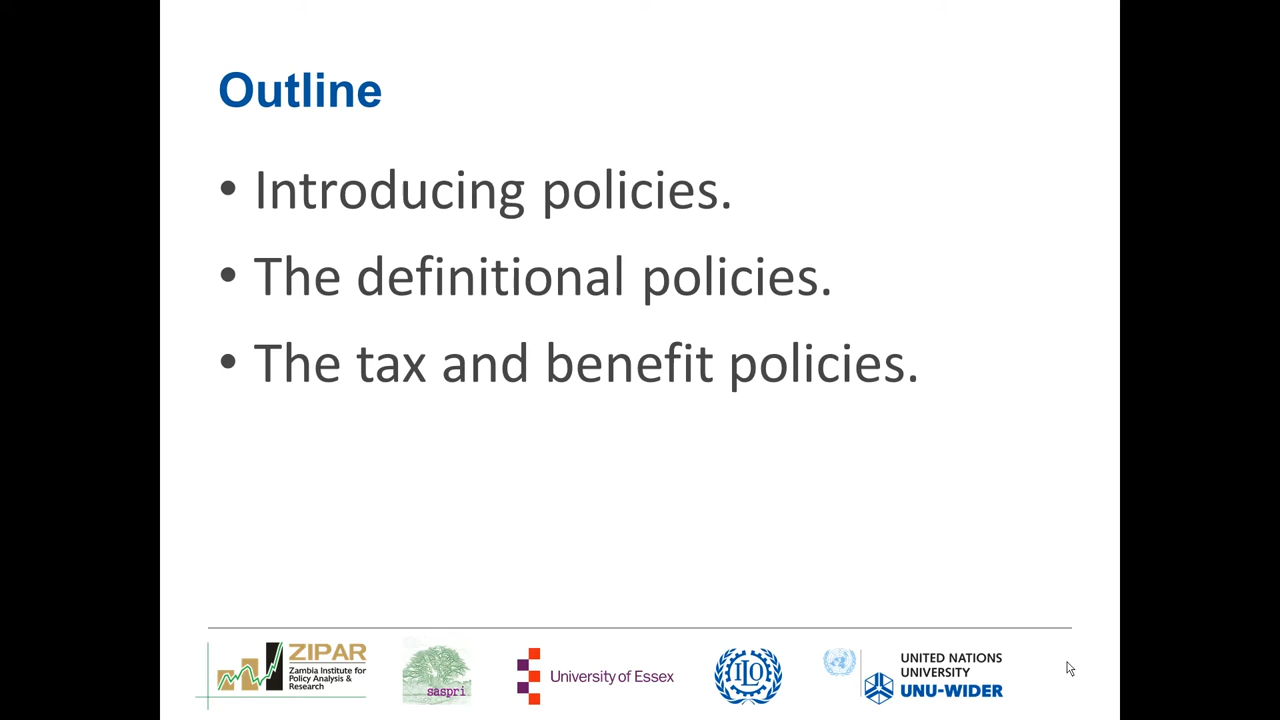 Outline
• Introducing policies.
• The definitional policies.
• The tax and benefit policies.
ZIPAR
Zambia Institute for
Policy Analysis &
Research
saspri
University of Essex
ILO
UNITED NATIONS
UNIVERSITY
UNU-WIDER